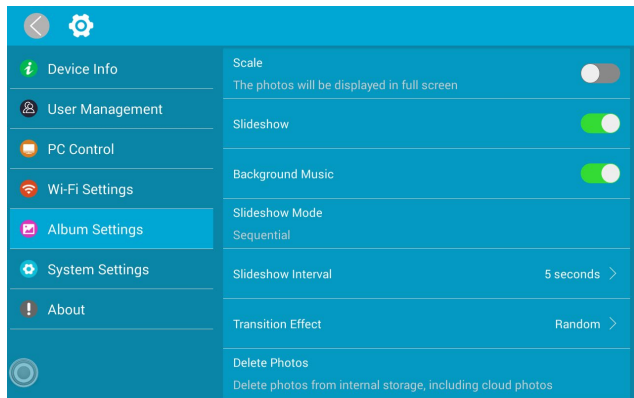 Device Info
User Management
PC Control
Wi-Fi Settings
Album Settings
System Settings
About
Scale
The photos will be displayed in full screen
Slideshow
Background Music
Slideshow Mode
Sequential
Slideshow Interval 5 seconds
Transition Effect Random
Delete Photos
Delete photos from internal storage, including cloud photos